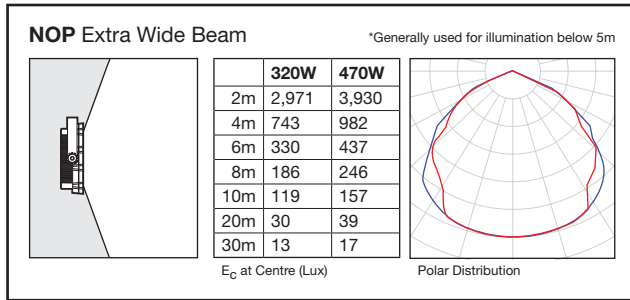 NOP Extra Wide Beam
*Generally used for illumination below 5m
320W 470W
2m 2,971 3,930
4m 743 982
6m 330 437
8m 186 246
10m 119 157
20m 30 39
30m 13 17
EC at Centre (Lux)
Polar Distribution